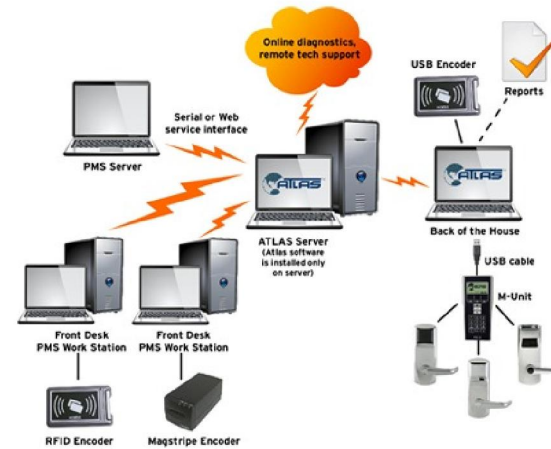 Online diagnostics,
remote tech support
USB Encoder
Reports
Serial or Web
service interface
PMS Server
ATLAS
ATLAS
ATLAS Server
(Atlas software
is installed only
on server)
Back of the House
USB cable
M-Unit
Front Desk
PMS Work Station
Front Desk
PMS Work Station
RFID Encoder
Magstripe Encoder